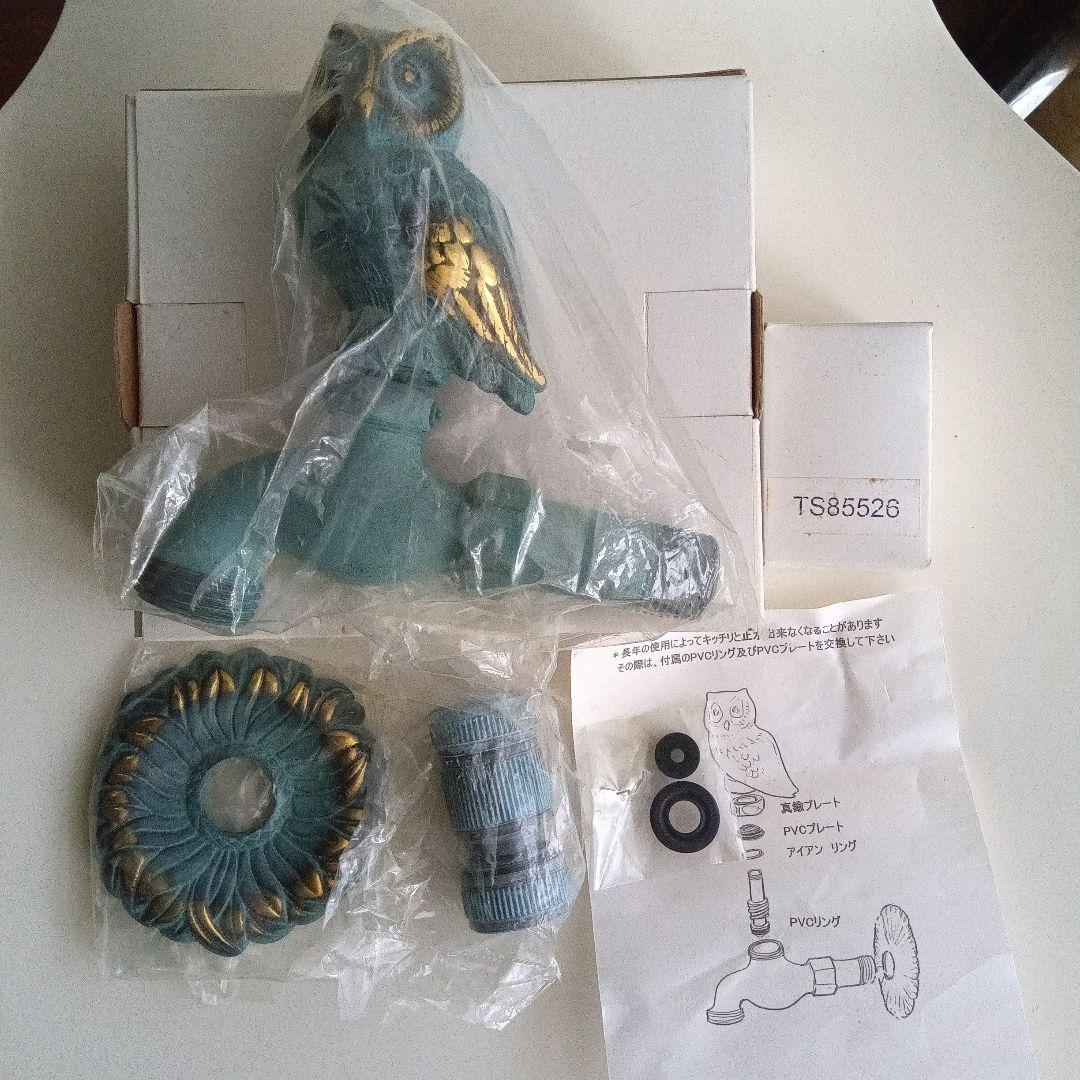 TS85526
＊長年の使用によってキッチリと止水出来なくなることがあります
その際は、付属のPVCリング及びPVCプレートを交換して下さい
真鍮プレート
PVCプレート
アイアン リング
PVCリング